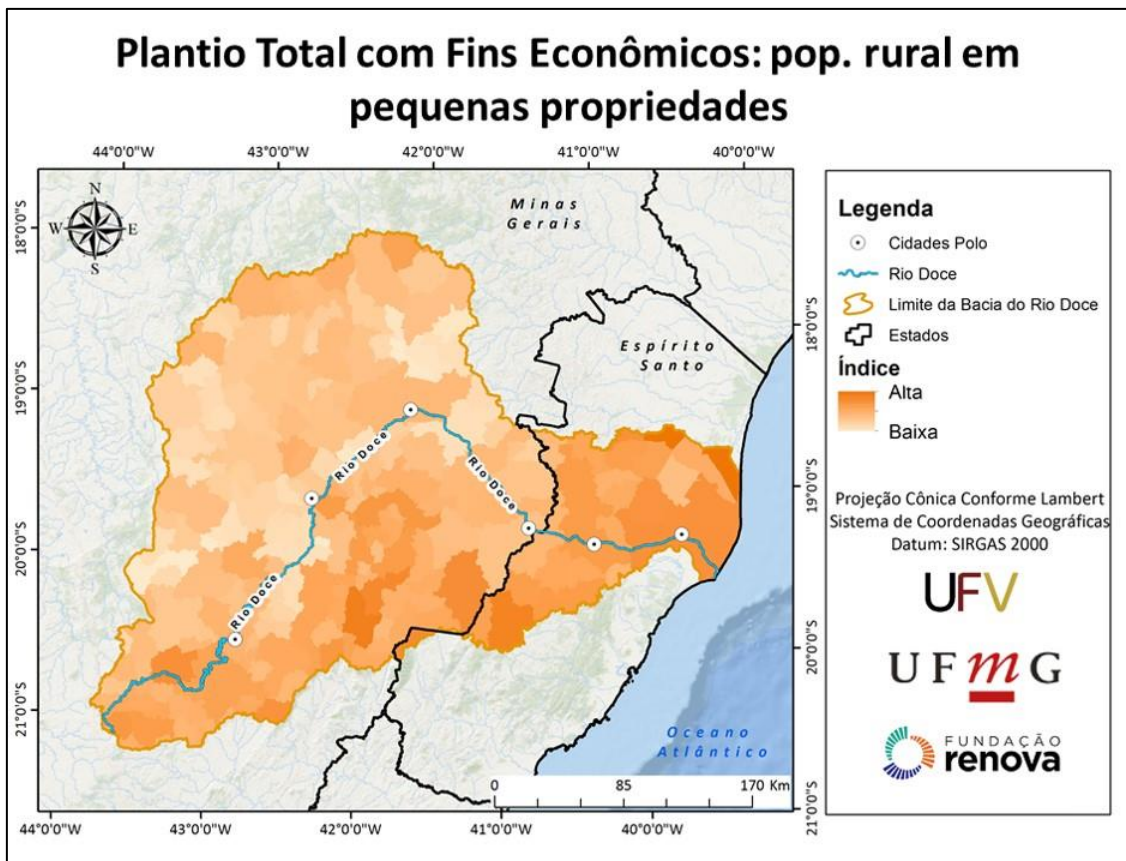 Plantio Total com Fins Econômicos: pop. rural em
pequenas propriedades
44°0'0"W
43°0'0"W
42°0'0"W
41°0'0"W
40°0'0"W
N
W
E
S
18°0'0"S
19°0'0"S
20°0'0"S
21°0'0"S
Minas
Gerais
Espírito
Santo
Rio Doce
Rio Doce
Rio Doce
Oceano
Atlântico
0
85
170 Km
18°0'0"S
19°0'0"S
20°0'0"S
21°0'0"S
44°0'0"W
43°0'0"W
42°0'0"W
41°0'0"W
40°0'0"W
Legenda
Cidades Polo
Rio Doce
Limite da Bacia do Rio Doce
Estados
Índice
Alta
Baixa
Projeção Cônica Conforme Lambert
Sistema de Coordenadas Geográficas
Datum: SIRGAS 2000
UFV
UFmG
FUNDAÇÃO
renova